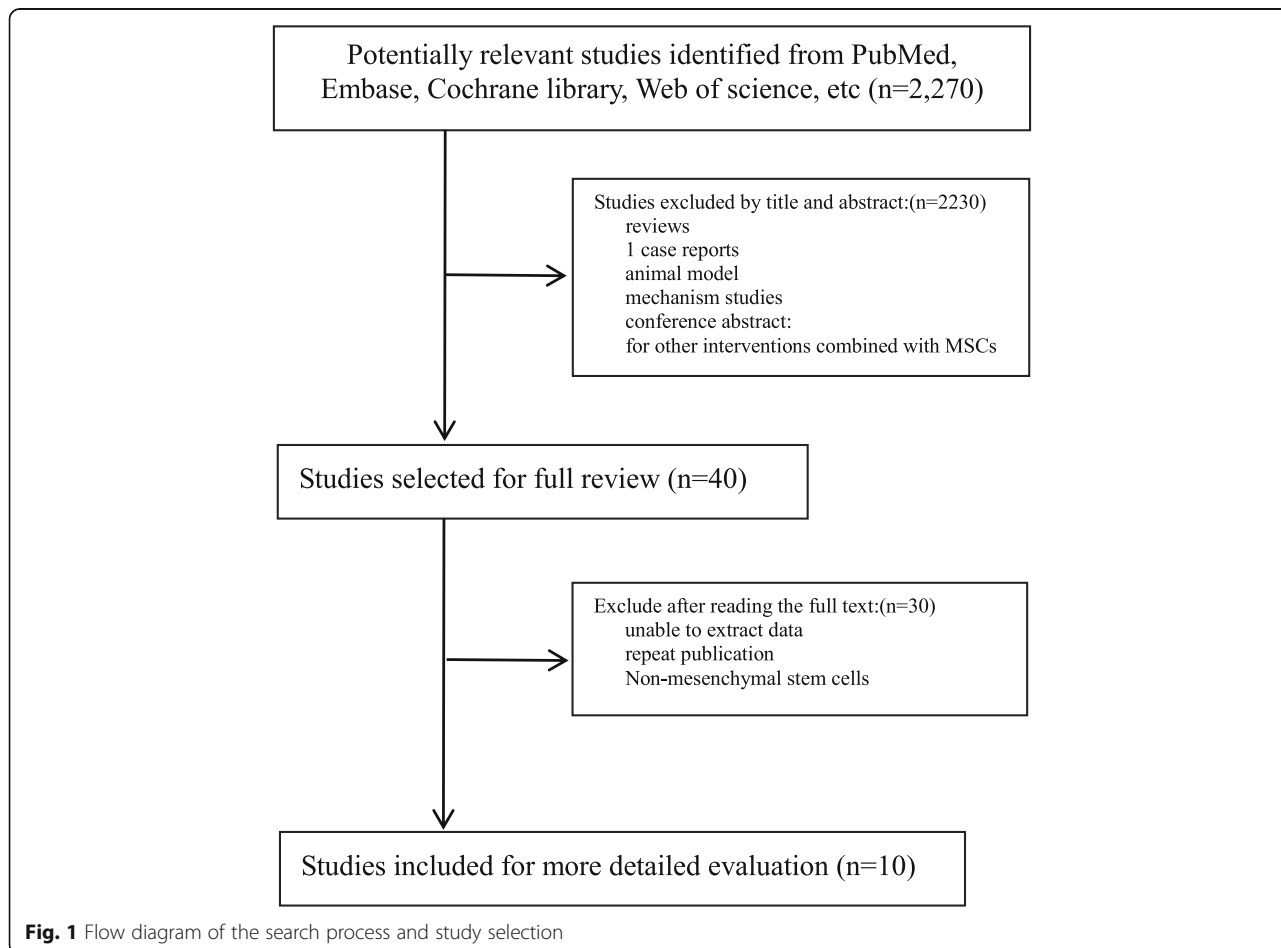 Potentially relevant studies identified from PubMed,
Embase, Cochrane library, Web of science, etc (n=2,270)
Studies excluded by title and abstract:(n=2230)
reviews
1 case reports
animal model
mechanism studies
conference abstract:
for other interventions combined with MSCs
Studies selected for full review (n=40)
Exclude after reading the full text:(n=30)
unable to extract data
repeat publication
Non-mesenchymal stem cells
Studies included for more detailed evaluation (n=10)
Fig. 1 Flow diagram of the search process and study selection